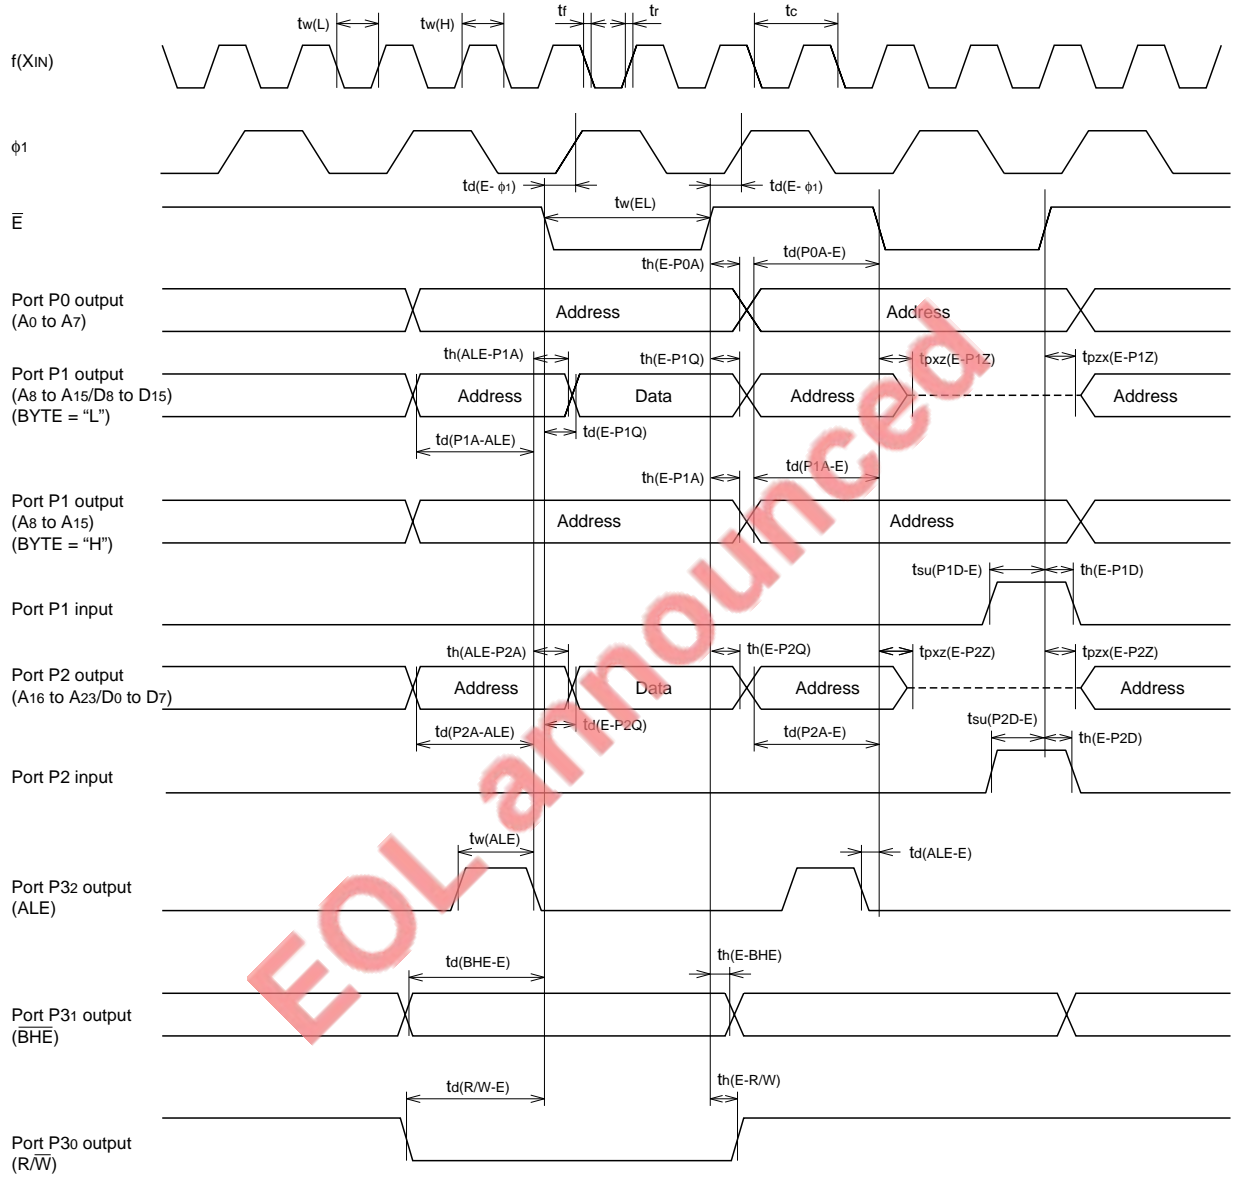 tw(L) tw(H) tf tr tc
f(XIN)
ϕ1
td(E- ϕ1) td(E- ϕ1)
tw(EL)
E̅
td(P0A-E)
th(E-P0A)
Port P0 output
(A0 to A7)
Address Address
th(ALE-P1A) th(E-P1Q) tpxz(E-P1Z) tpzx(E-P1Z)
Port P1 output
(A8 to A15/D8 to D15)
(BYTE = “L”)
Address Data Address Address
td(P1A-ALE) td(E-P1Q)
th(E-P1A) td(P1A-E)
Port P1 output
(A8 to A15)
(BYTE = “H”)
Address Address
tsu(P1D-E) th(E-P1D)
Port P1 input
th(ALE-P2A) th(E-P2Q) tpxz(E-P2Z) tpzx(E-P2Z)
Port P2 output
(A16 to A23/D0 to D7)
Address Data Address Address
td(P2A-ALE) td(E-P2Q) td(P2A-E) tsu(P2D-E) th(E-P2D)
Port P2 input
tw(ALE) td(ALE-E)
Port P32 output
(ALE)
td(BHE-E) th(E-BHE)
Port P31 output
(B̅H̅E̅)
td(R/W-E) th(E-R/W)
Port P30 output
(R/W̅)
EOL announced